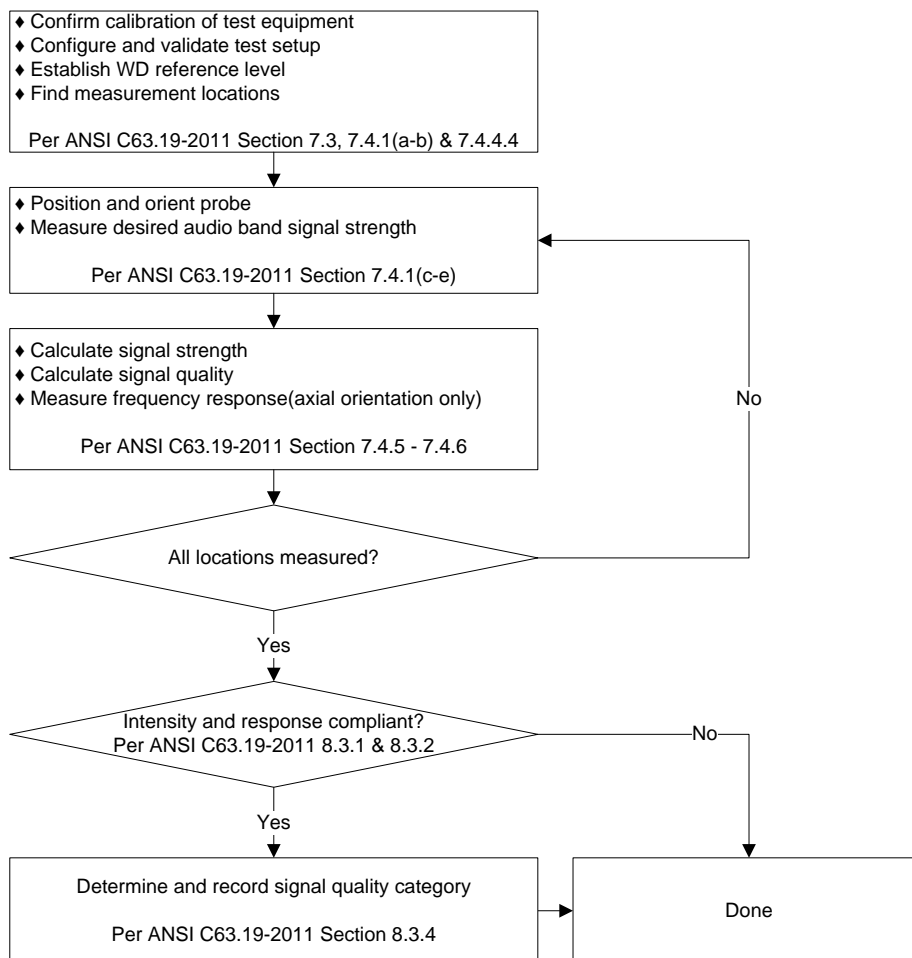 ♦ Confirm calibration of test equipment
♦ Configure and validate test setup
♦ Establish WD reference level
♦ Find measurement locations
Per ANSI C63.19-2011 Section 7.3, 7.4.1(a-b) & 7.4.4.4
♦ Position and orient probe
♦ Measure desired audio band signal strength
Per ANSI C63.19-2011 Section 7.4.1(c-e)
♦ Calculate signal strength
♦ Calculate signal quality
♦ Measure frequency response(axial orientation only)
Per ANSI C63.19-2011 Section 7.4.5 - 7.4.6
No
All locations measured?
Yes
Intensity and response compliant?
Per ANSI C63.19-2011 8.3.1 & 8.3.2
No
Yes
Determine and record signal quality category
Per ANSI C63.19-2011 Section 8.3.4
Done